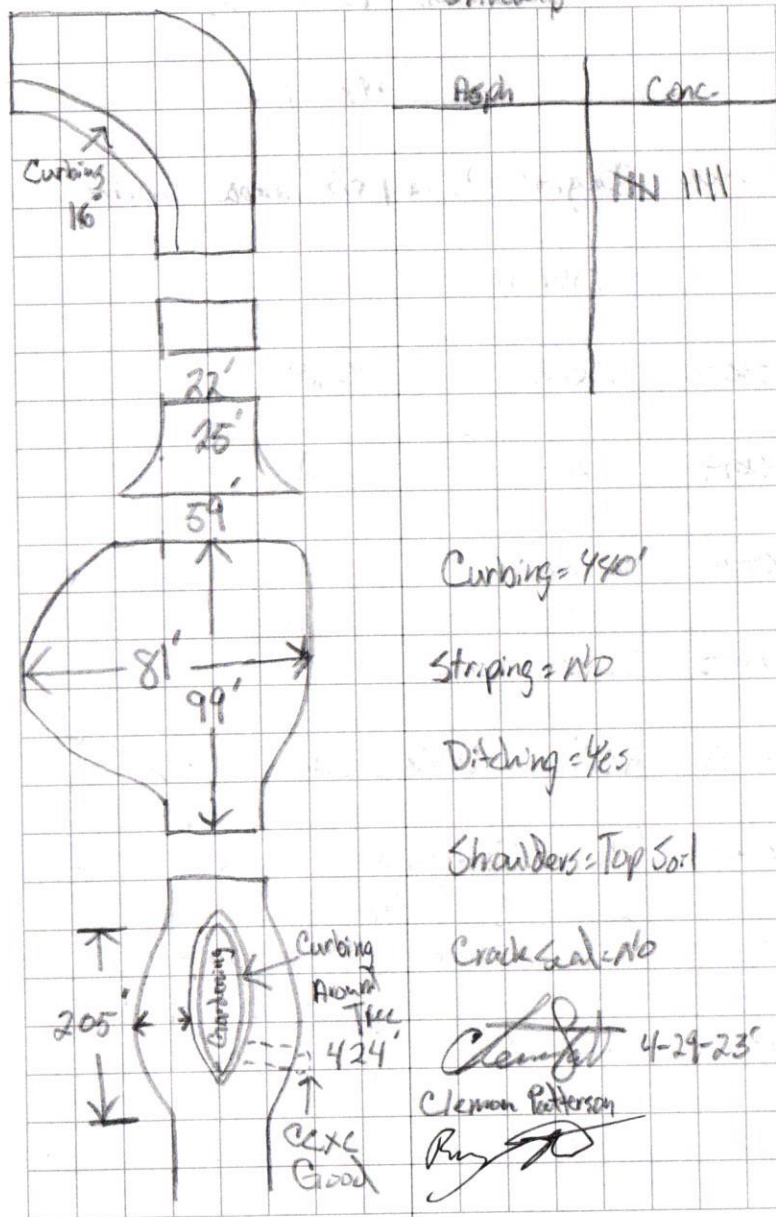 Asph Conc.
Curbing
16'
22'
25'
59'
81'
99'
Curbing = 440'
Striping = No
Ditching = Yes
Shoulders = Top Soil
Crack Seal = No
205'
Gardening
Curbing
Around
Tree
424'
Good
4-29-23
Clemon Patterson